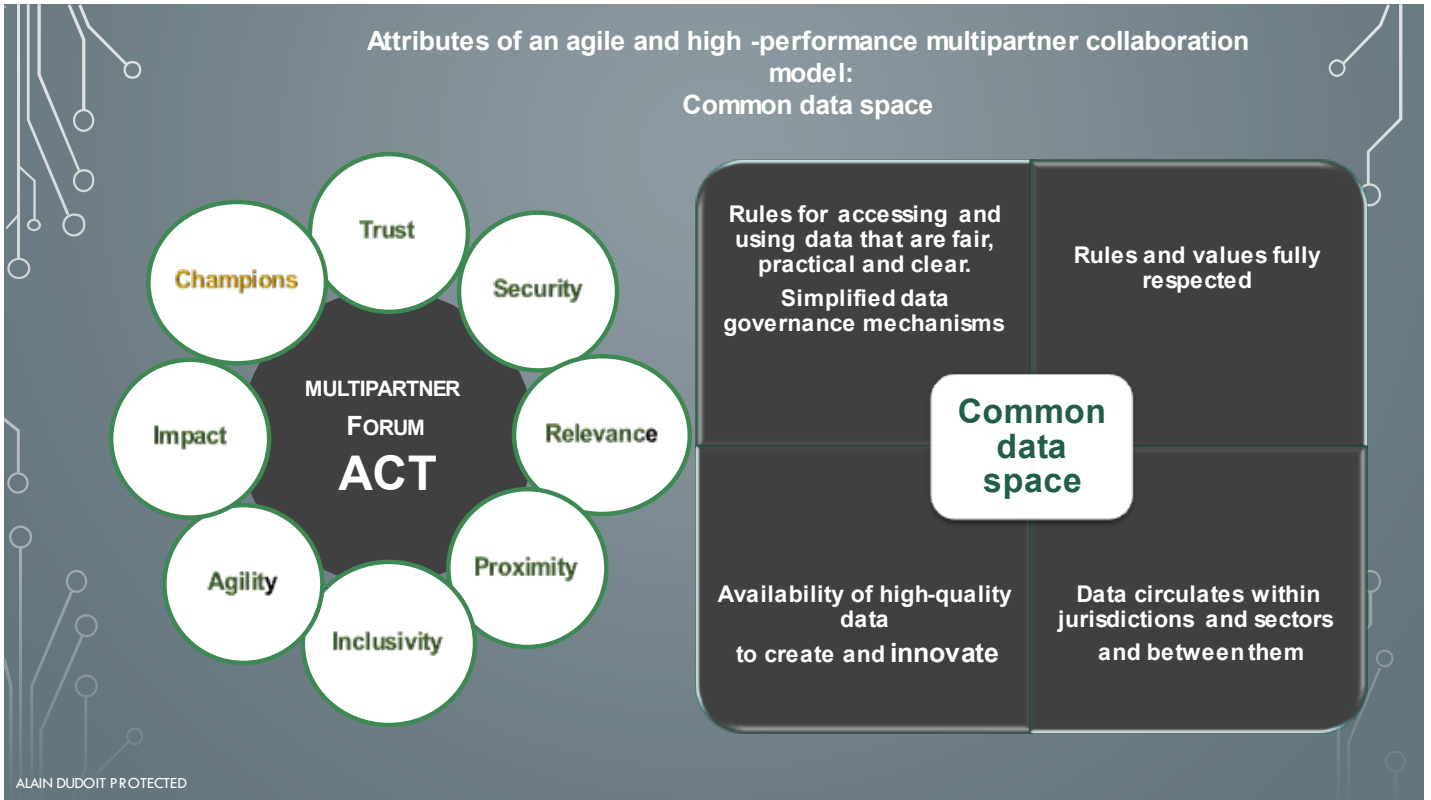 Attributes of an agile and high -performance multipartner collaboration
model:
Common data space
Trust
Champions
Security
MULTIPARTNER
FORUM
ACT
Impact
Relevance
Agility
Proximity
Inclusivity
Rules for accessing and
using data that are fair,
practical and clear.
Simplified data
governance mechanisms
Rules and values fully
respected
Common
data
space
Availability of high-quality
data
to create and innovate
Data circulates within
jurisdictions and sectors
and between them
ALAIN DUDOIT PROTECTED